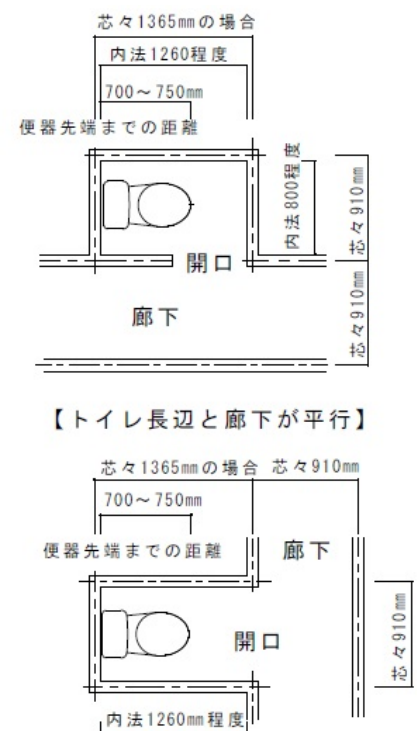 芯々1365㎜の場合
内法1260程度
700～750㎜
便器先端までの距離
内法800程度
芯々910㎜
開口
芯々910㎜
廊下
【トイレ長辺と廊下が平行】
芯々1365㎜の場合 芯々910㎜
700～750㎜
便器先端までの距離
廊下
開口
芯々910㎜
内法1260㎜程度